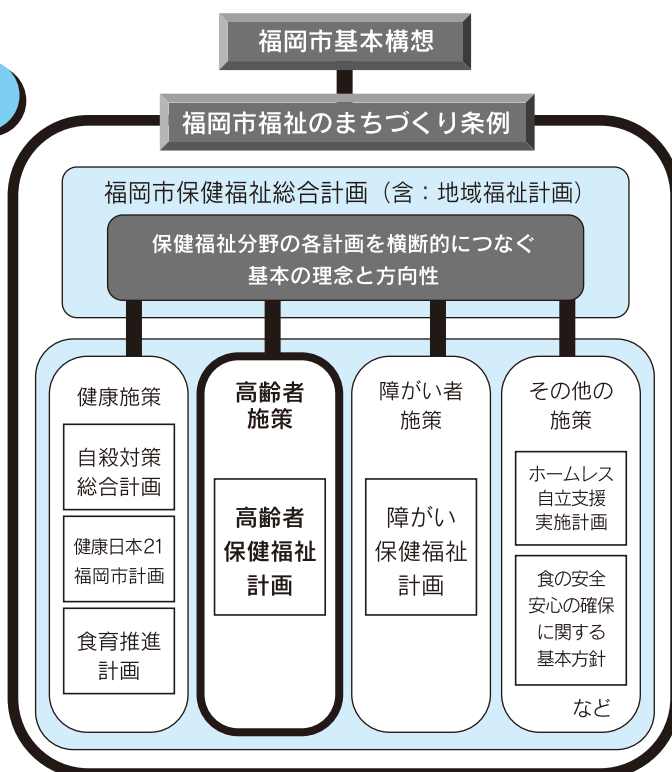 福岡市基本構想
福岡市福祉のまちづくり条例
福岡市保健福祉総合計画（含：地域福祉計画）
保健福祉分野の各計画を横断的につなぐ
基本の理念と方向性
健康施策
自殺対策
総合計画
健康日本21
福岡市計画
食育推進
計画
高齢者
施策
高齢者
保健福祉
計画
障がい者
施策
障がい
保健福祉
計画
その他の
施策
ホームレス
自立支援
実施計画
食の安全
安心の確保
に関する
基本方針
など